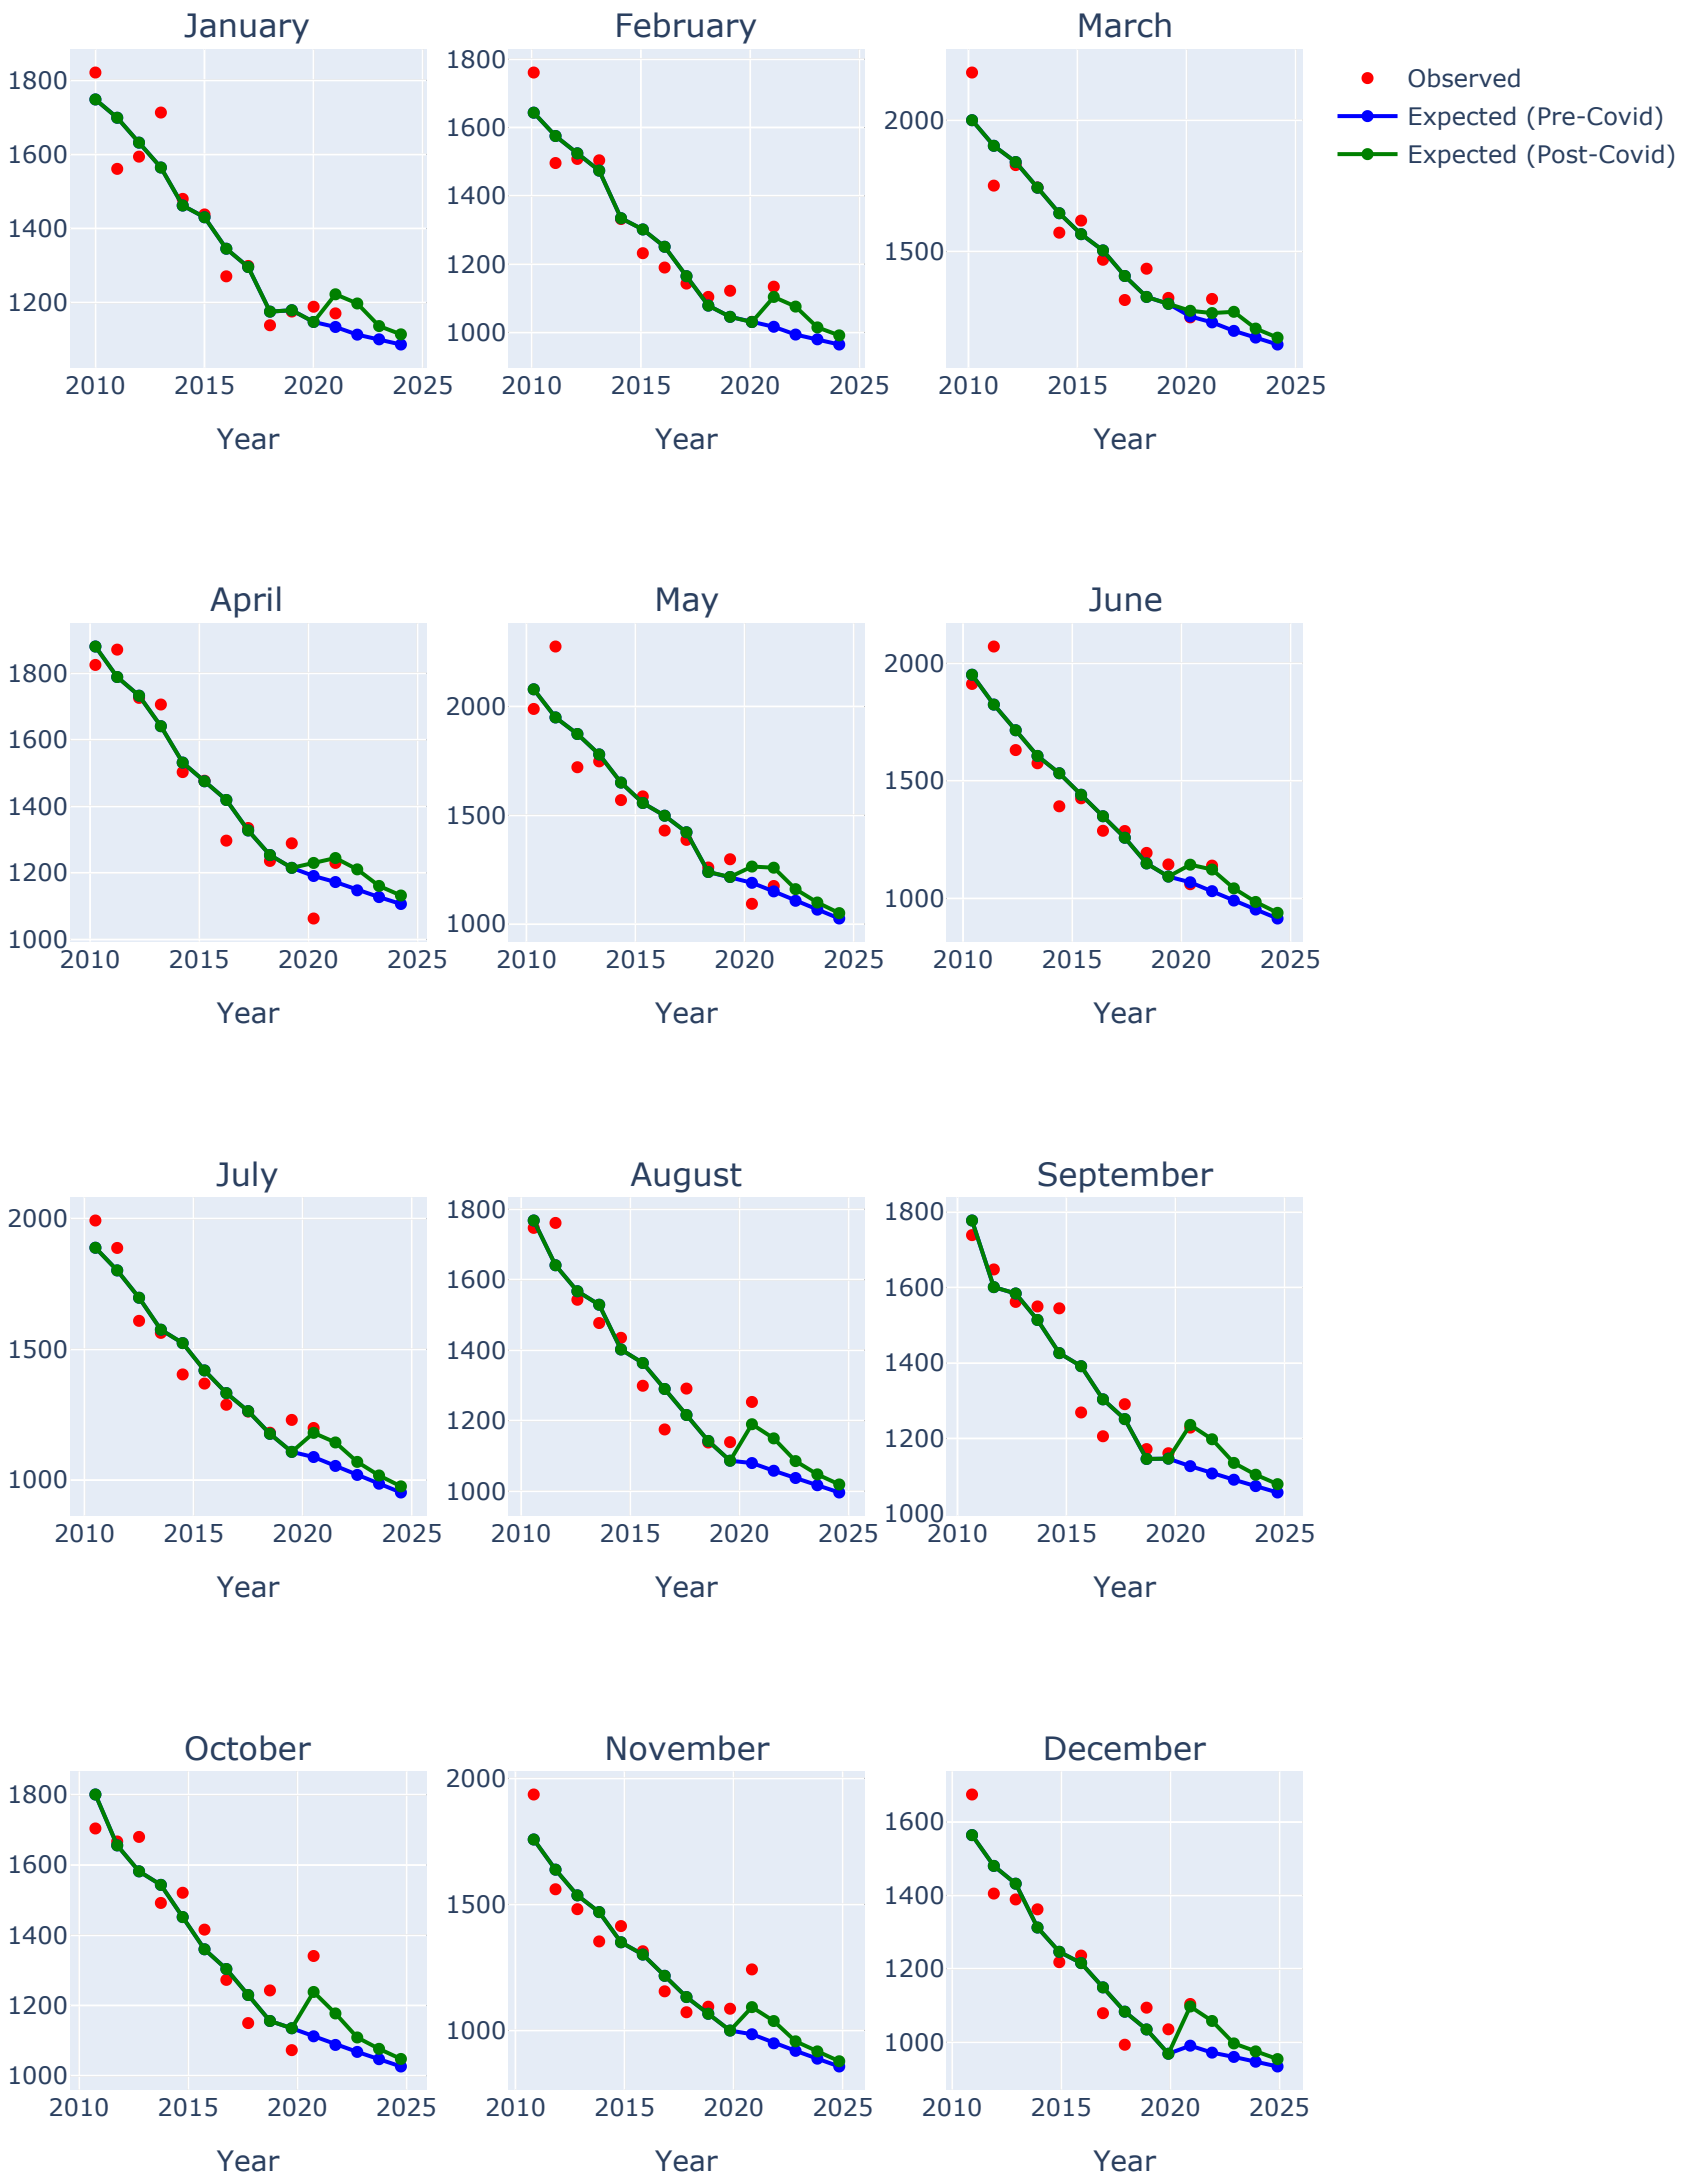 January February March
1800
1600
1400
1200
2010 2015 2020 2025
Year
1800
1600
1400
1200
1000
2010 2015 2020 2025
Year
2000
1500
2010 2015 2020 2025
Year
Observed
Expected (Pre-Covid)
Expected (Post-Covid)
April May June
1800
1600
1400
1200
1000
2010 2015 2020 2025
Year
2000
1500
1000
2010 2015 2020 2025
Year
2000
1500
1000
2010 2015 2020 2025
Year
July August September
2000
1500
1000
2010 2015 2020 2025
Year
1800
1600
1400
1200
1000
2010 2015 2020 2025
Year
1800
1600
1400
1200
1000
2010 2015 2020 2025
Year
October November December
1800
1600
1400
1200
1000
2010 2015 2020 2025
Year
2000
1500
1000
2010 2015 2020 2025
Year
1600
1400
1200
1000
2010 2015 2020 2025
Year